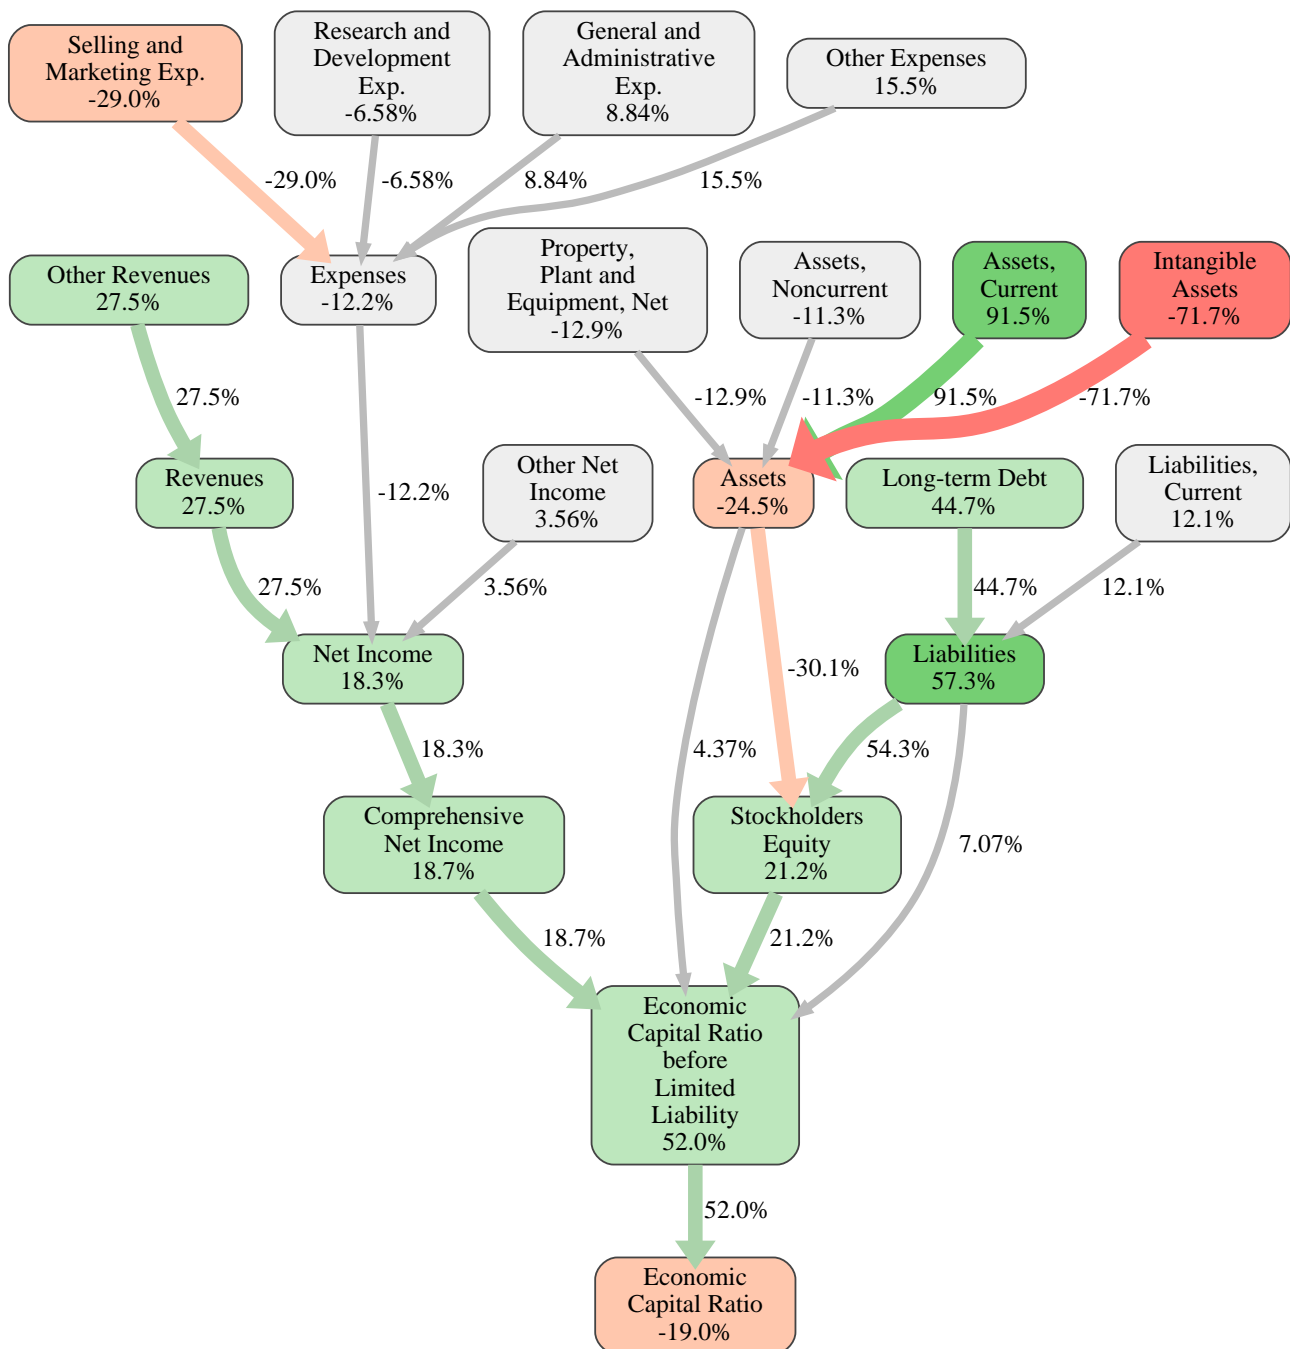 Selling and
Marketing Exp.
-29.0%
Research and
Development
Exp.
-6.58%
General and
Administrative
Exp.
8.84%
Other Expenses
15.5%
-29.0%
-6.58%
8.84%
15.5%
Other Revenues
27.5%
Expenses
-12.2%
Property,
Plant and
Equipment, Net
-12.9%
Assets,
Noncurrent
-11.3%
Assets,
Current
91.5%
Intangible
Assets
-71.7%
27.5%
-12.9%
-11.3%
91.5%
-71.7%
Revenues
27.5%
-12.2%
Other Net
Income
3.56%
Assets
-24.5%
Long-term Debt
44.7%
Liabilities,
Current
12.1%
27.5%
3.56%
44.7%
12.1%
Net Income
18.3%
-30.1%
Liabilities
57.3%
18.3%
4.37%
54.3%
Comprehensive
Net Income
18.7%
Stockholders
Equity
21.2%
7.07%
18.7%
21.2%
Economic
Capital Ratio
before
Limited
Liability
52.0%
52.0%
Economic
Capital Ratio
-19.0%